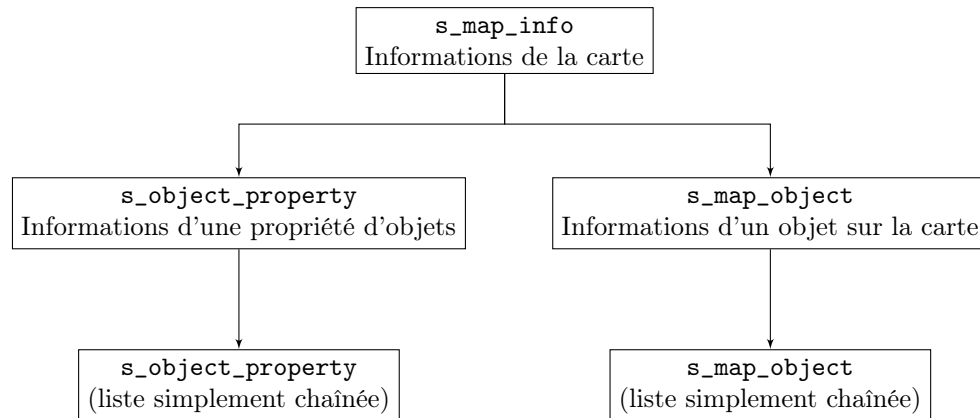 s_map_info
Informations de la carte
s_object_property
Informations d'une propriété d'objets
s_map_object
Informations d'un objet sur la carte
s_object_property
(liste simplement chaînée)
s_map_object
(liste simplement chaînée)